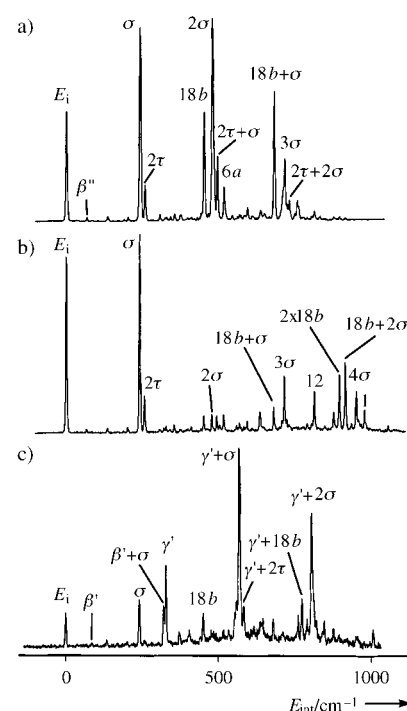 a)
σ
2σ
18b
18b+σ
E_i
2τ+σ
3σ
β"
2τ
6a
2τ+2σ
b)
E_i
σ
2x18b
18b+2σ
18b+σ
3σ
12
4σ
2τ
2σ
c)
γ'+σ
γ'+2σ
β'+σ
γ'
γ'+18b
E_i
β'
σ
18b
γ'+2τ
0
500
1000
E_int/cm⁻¹